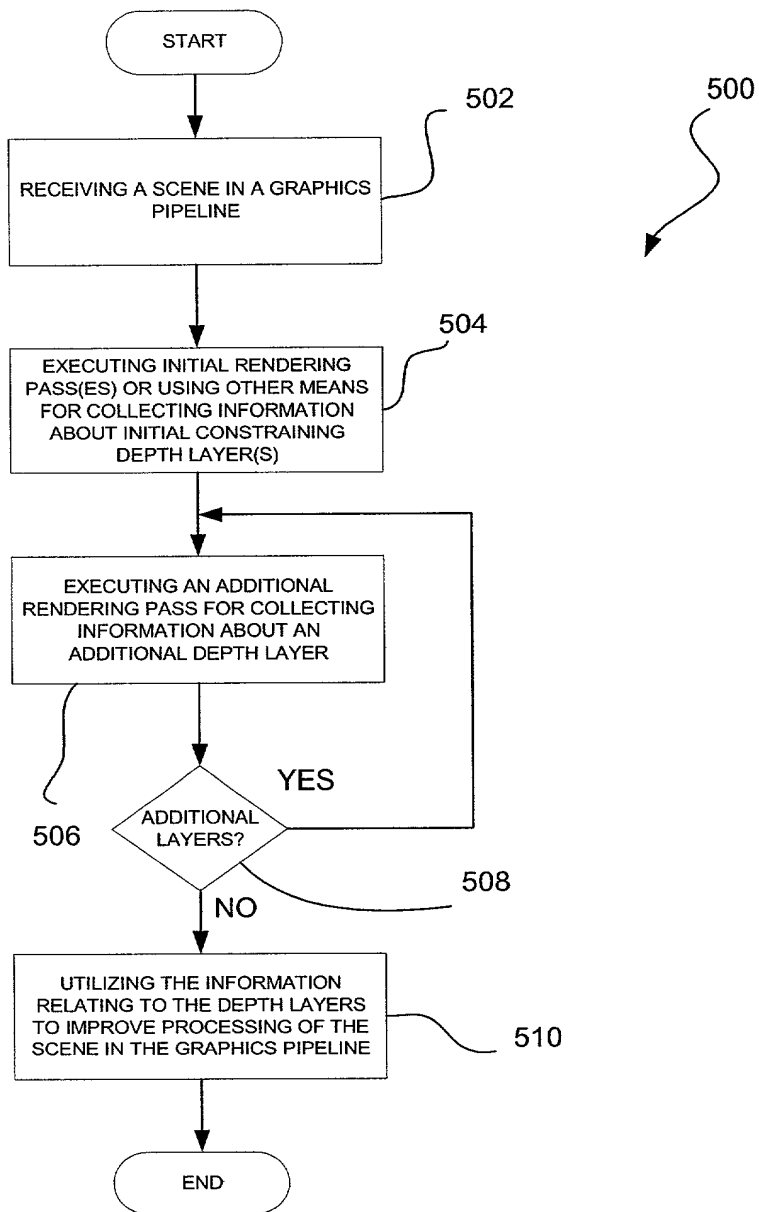 START
502
500
RECEIVING A SCENE IN A GRAPHICS
PIPELINE
504
EXECUTING INITIAL RENDERING
PASS(ES) OR USING OTHER MEANS
FOR COLLECTING INFORMATION
ABOUT INITIAL CONSTRAINING
DEPTH LAYER(S)
EXECUTING AN ADDITIONAL
RENDERING PASS FOR COLLECTING
INFORMATION ABOUT AN
ADDITIONAL DEPTH LAYER
YES
506
ADDITIONAL
LAYERS?
508
NO
UTILIZING THE INFORMATION
RELATING TO THE DEPTH LAYERS
TO IMPROVE PROCESSING OF THE
SCENE IN THE GRAPHICS PIPELINE
510
END